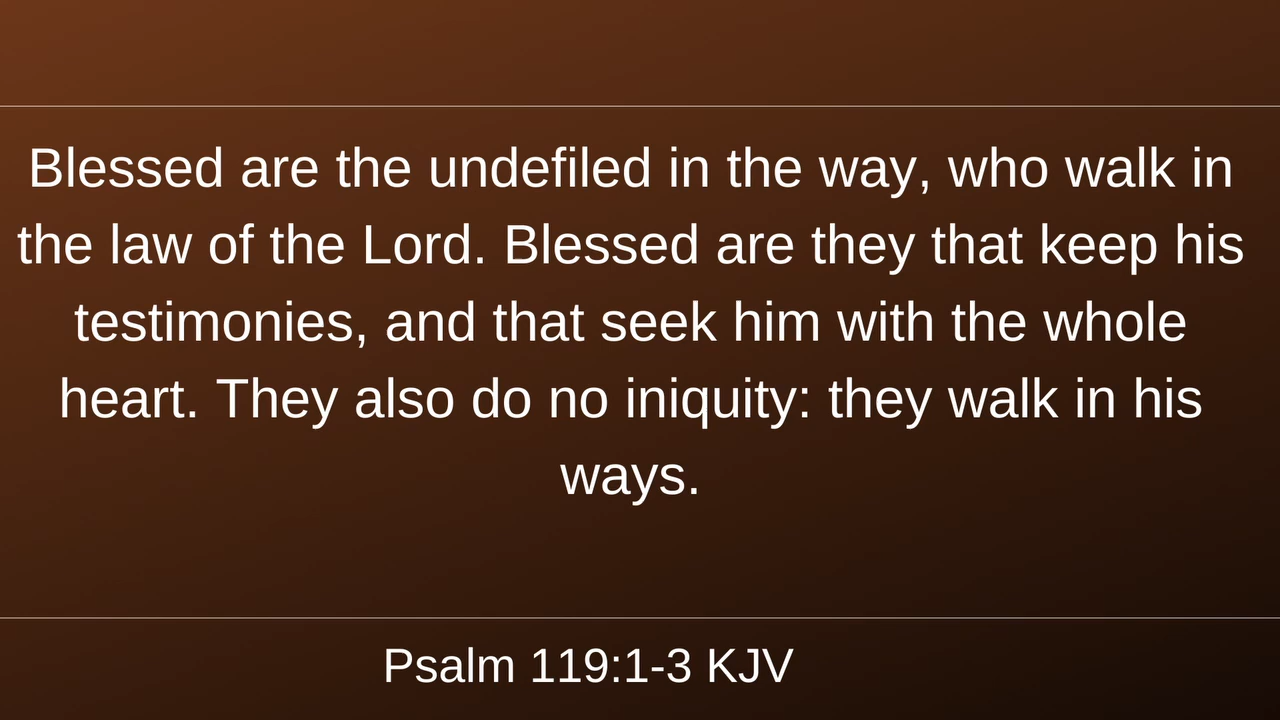 Blessed are the undefiled in the way, who walk in
the law of the Lord. Blessed are they that keep his
testimonies, and that seek him with the whole
heart. They also do no iniquity: they walk in his
ways.
Psalm 119:1-3 KJV